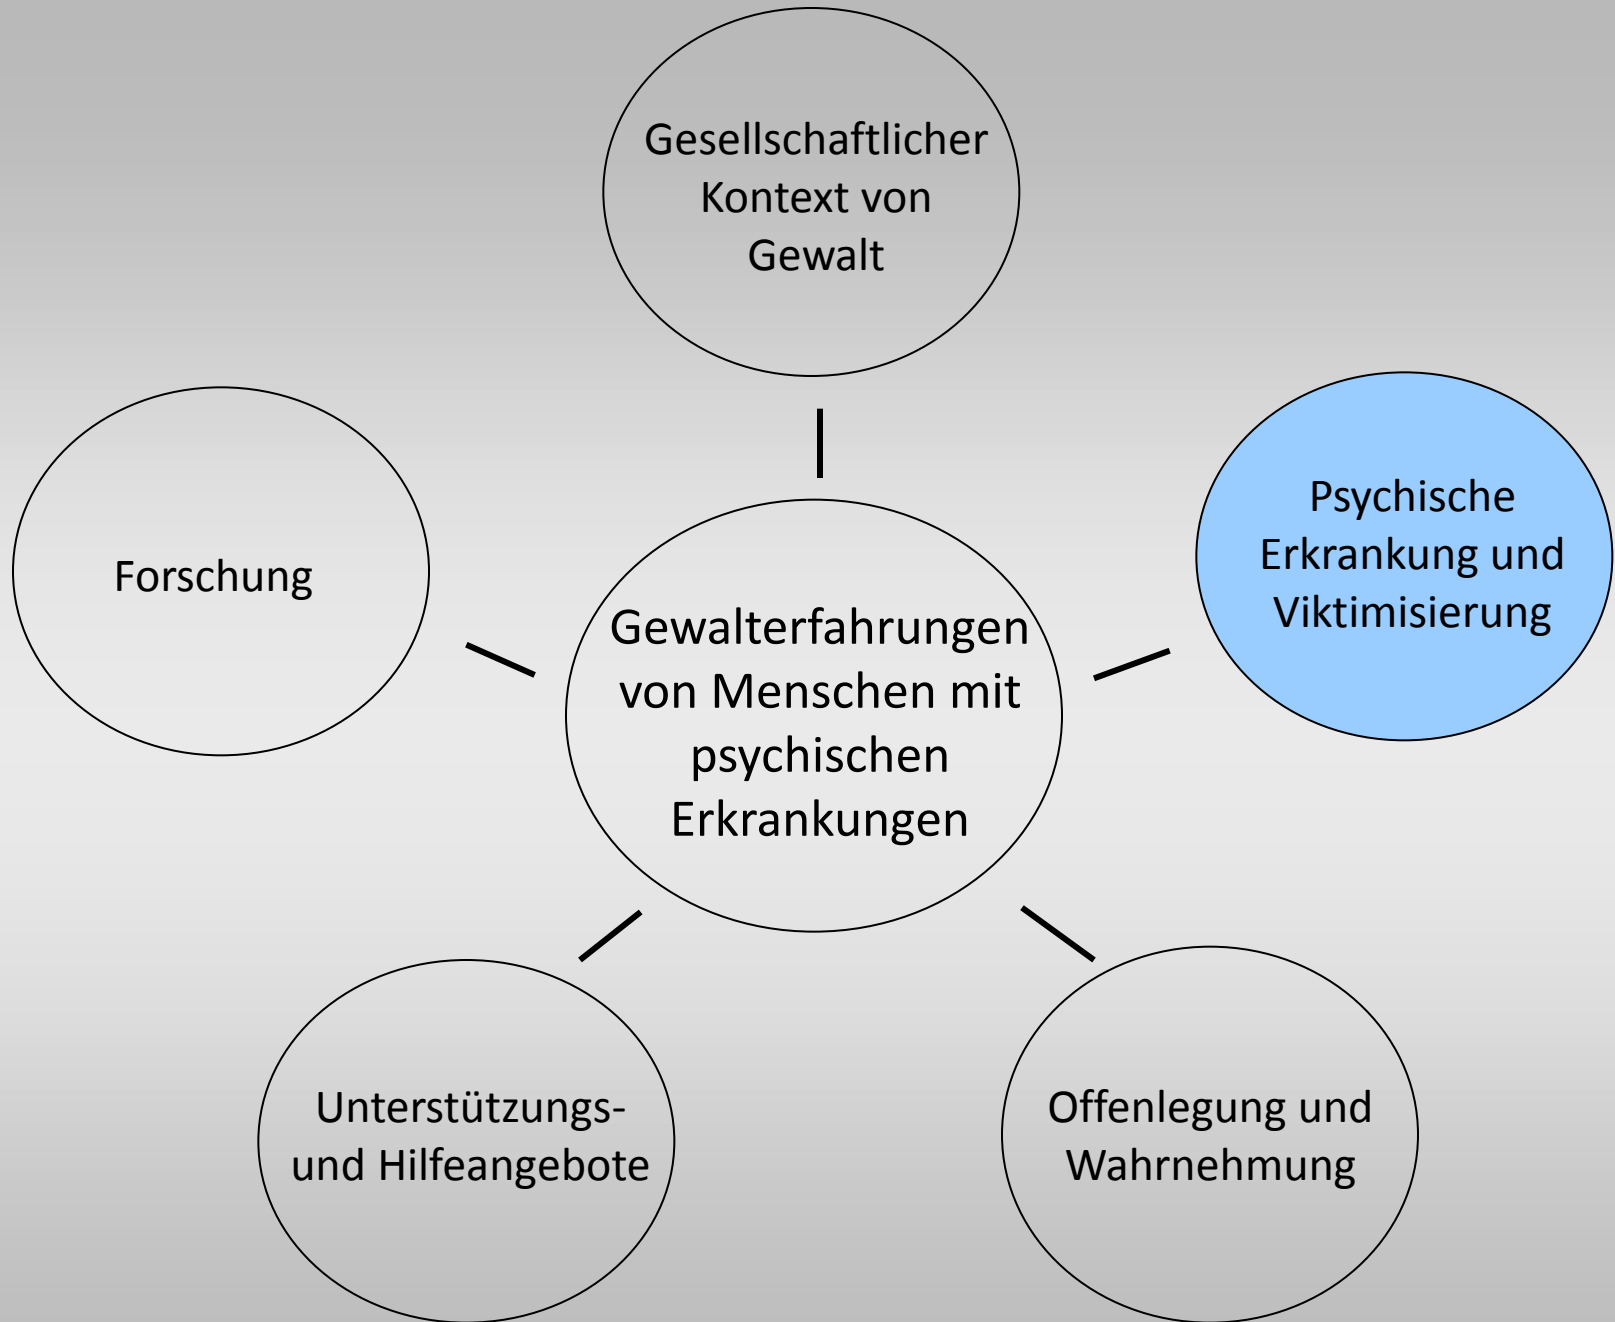 Gesellschaftlicher
Kontext von
Gewalt
Psychische
Erkrankung und
Viktimisierung
Forschung
Gewalterfahrungen
von Menschen mit
psychischen
Erkrankungen
Unterstützungs-
und Hilfeangebote
Offenlegung und
Wahrnehmung